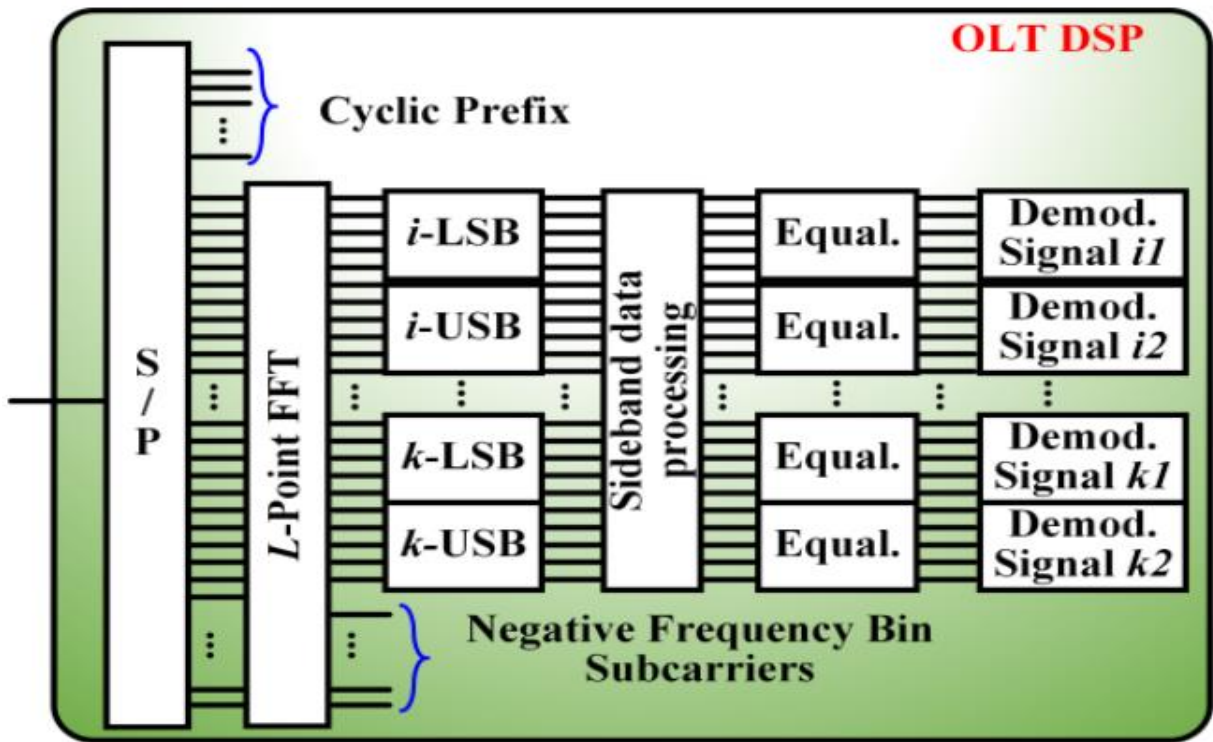 OLT DSP
Cyclic Prefix
S
/
P
L-Point FFT
i-LSB
i-USB
k-LSB
k-USB
Sideband data
processing
Equal.
Equal.
Equal.
Equal.
Demod.
Signal i1
Demod.
Signal i2
Demod.
Signal k1
Demod.
Signal k2
Negative Frequency Bin
Subcarriers